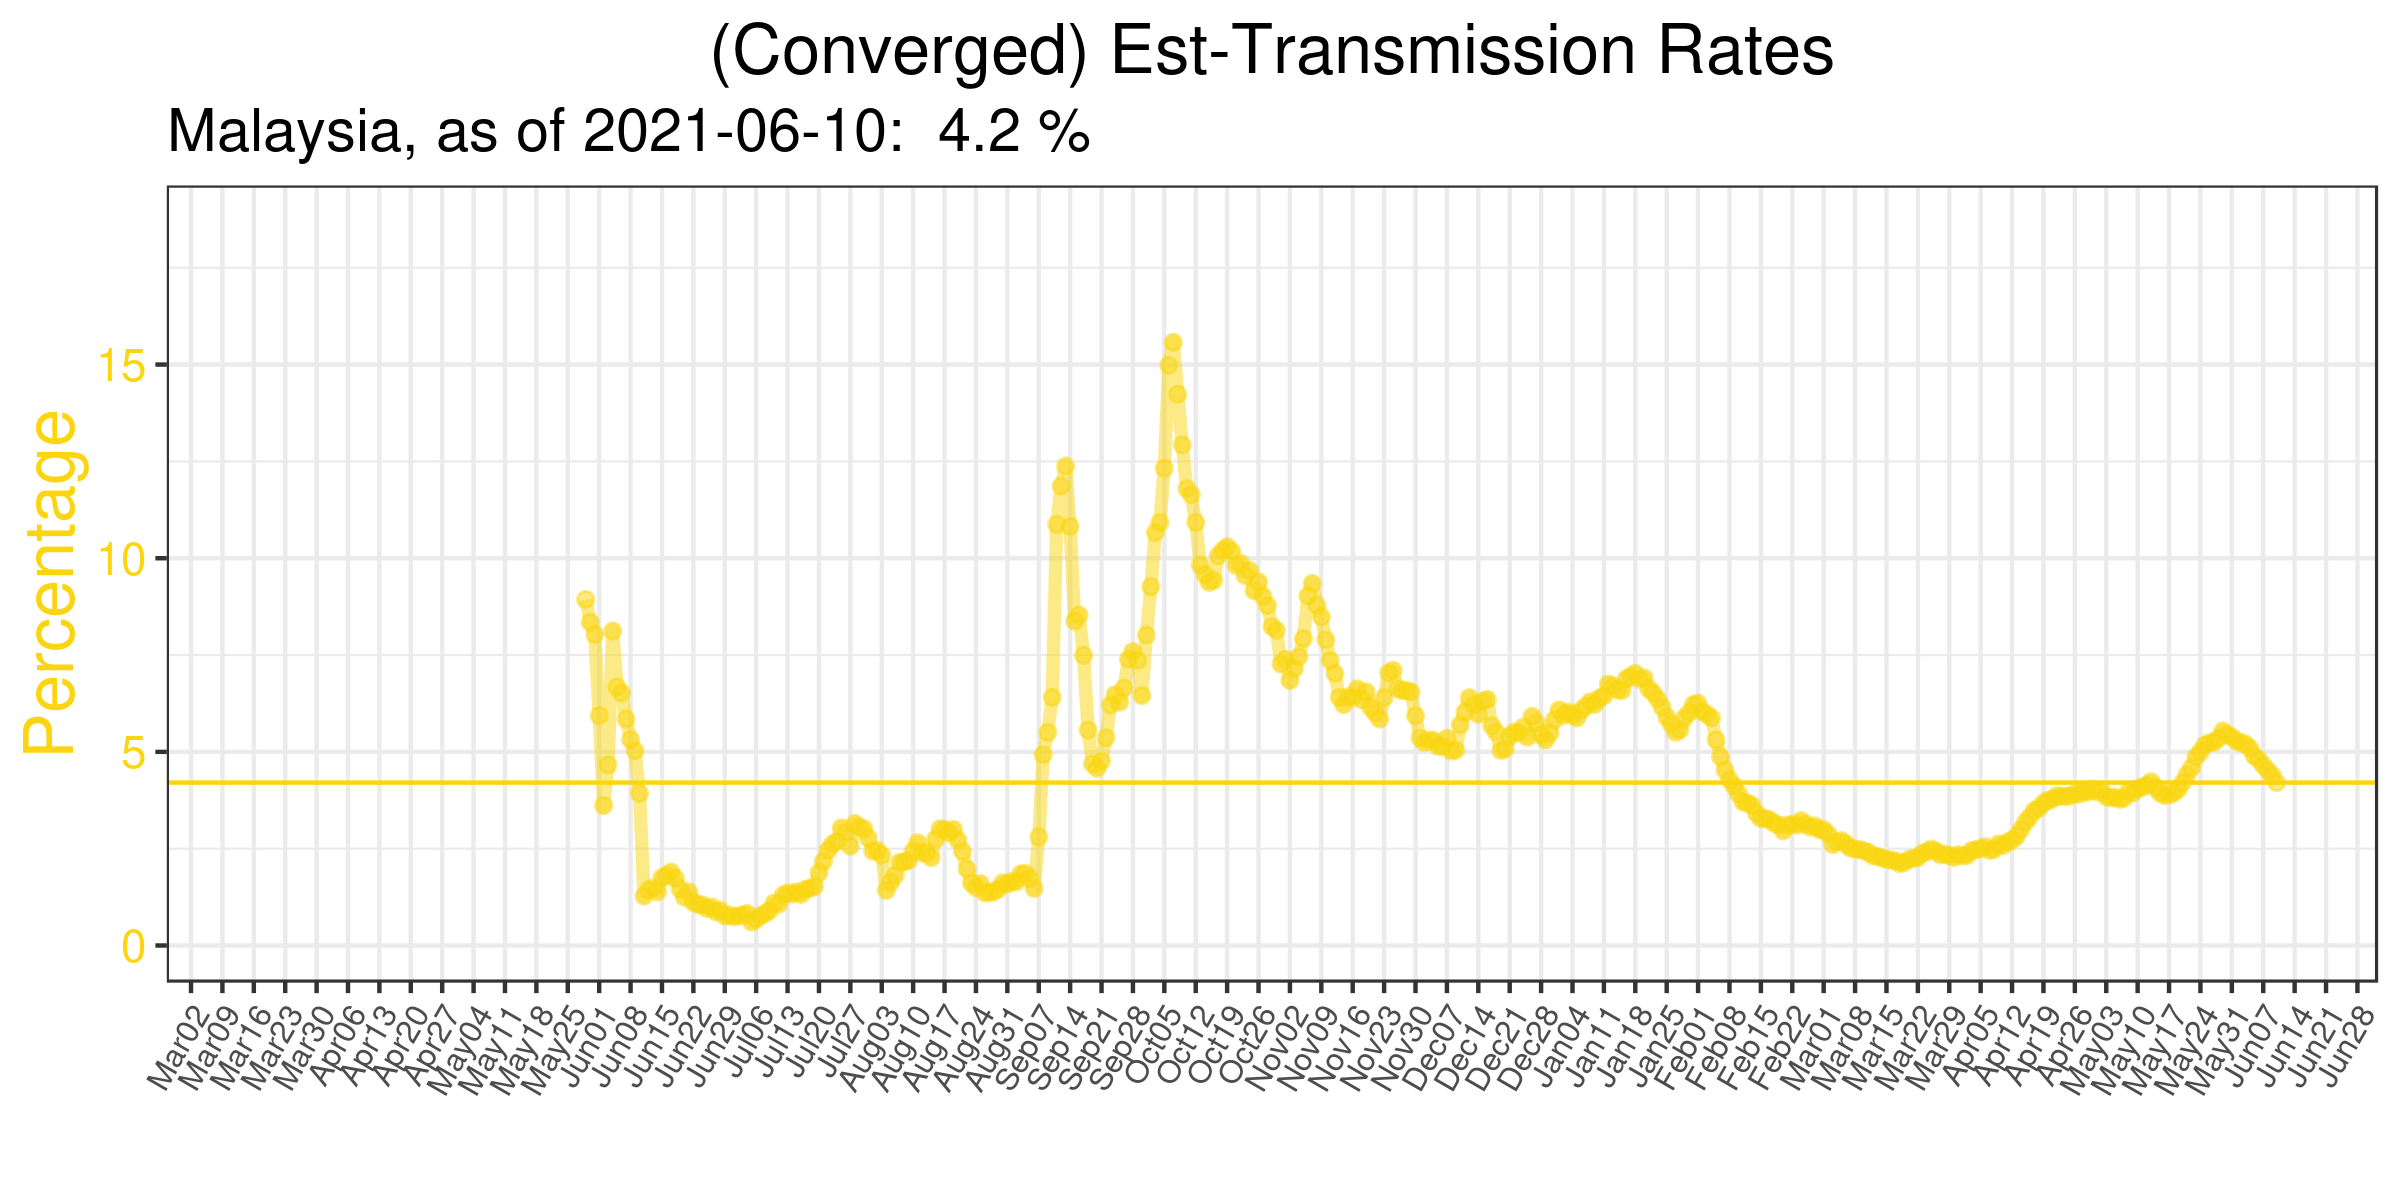 (Converged) Est-Transmission Rates
Malaysia, as of 2021-06-10:  4.2 %
Percentage
15
10
5
0
Mar02
Mar09
Mar16
Mar23
Mar30
Apr06
Apr13
Apr20
Apr27
May04
May11
May18
May25
Jun01
Jun08
Jun15
Jun22
Jun29
Jul06
Jul13
Jul20
Jul27
Aug03
Aug10
Aug17
Aug24
Aug31
Sep07
Sep14
Sep21
Sep28
Oct05
Oct12
Oct19
Oct26
Nov02
Nov09
Nov16
Nov23
Nov30
Dec07
Dec14
Dec21
Dec28
Jan04
Jan11
Jan18
Jan25
Feb01
Feb08
Feb15
Feb22
Mar01
Mar08
Mar15
Mar22
Mar29
Apr05
Apr12
Apr19
Apr26
May03
May10
May17
May24
May31
Jun07
Jun14
Jun21
Jun28